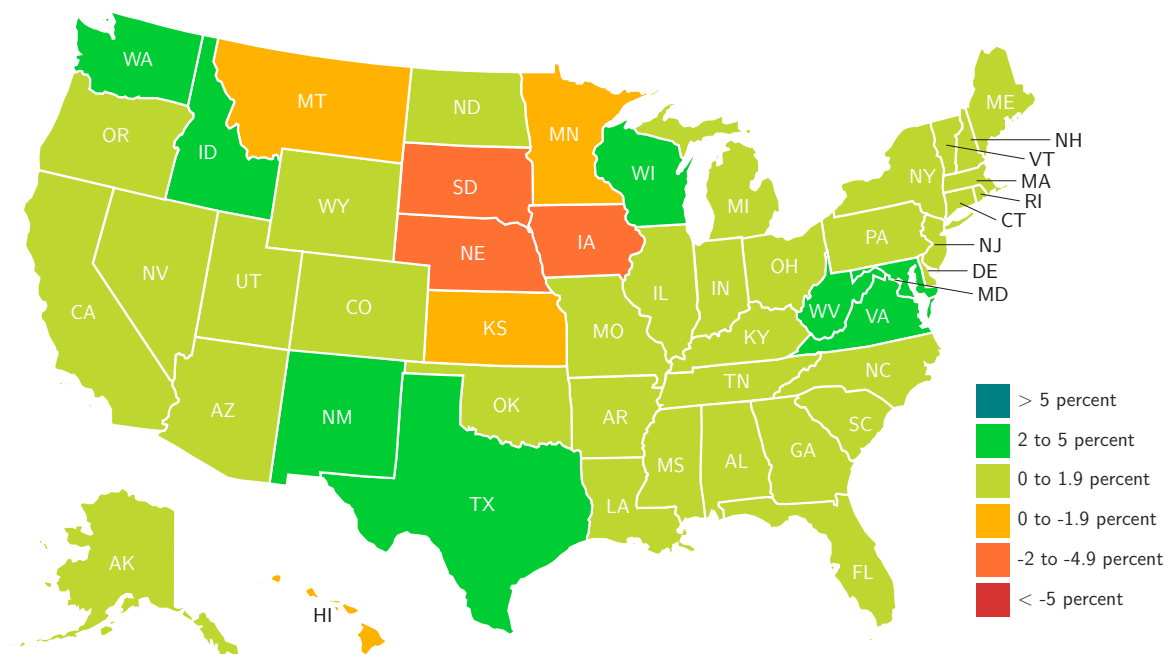 WA
MT
ND
MN
ME
OR
ID
SD
WI
NH
VT
NY
MA
RI
WY
MI
CT
NE
IA
PA
NJ
NV
UT
OH
DE
CA
CO
IL
IN
MD
KS
MO
WV
VA
KY
AZ
NM
OK
AR
TN
NC
SC
TX
MS
AL
GA
LA
AK
FL
HI
> 5 percent
2 to 5 percent
0 to 1.9 percent
0 to -1.9 percent
-2 to -4.9 percent
< -5 percent